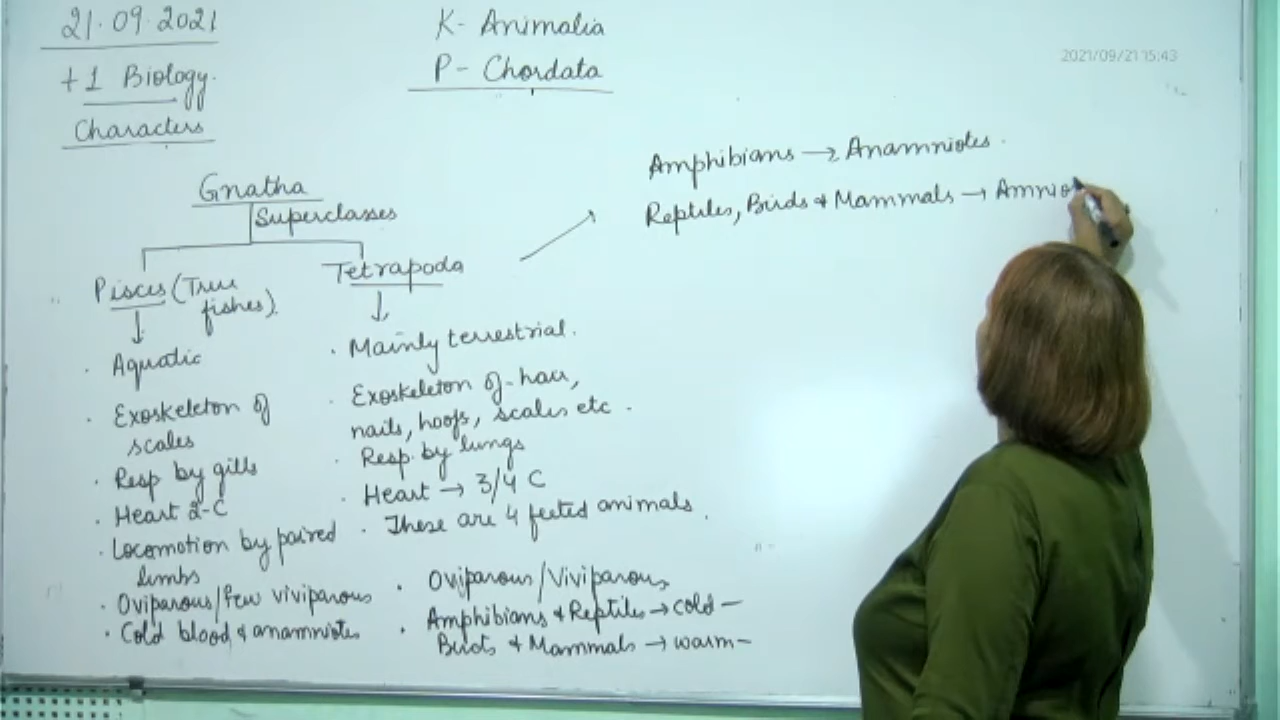 21.09.2021
+1 Biology.
Characters
K- Animalia
P- Chordata
2021/09/21 15:43
Gnatha
Superclasses
Pisces (True
fishes).
Aquatic
Exoskeleton of
scales
Resp by gills
Heart 2-C
Locomotion by paired
limbs
Oviparous/few viviparous
Cold blood & anamniotes
Tetrapoda
Mainly terrestrial.
Exoskeleton of hair,
nails, hoofs, scales etc.
Resp. by lungs
Heart → 3/4 C
These are 4 feeted animals.
Oviparous/Viviparous
Amphibians & Reptiles → cold –
Birds & Mammals → warm –
Amphibians → Anamniotes.
Reptiles, Birds & Mammals → Amnio